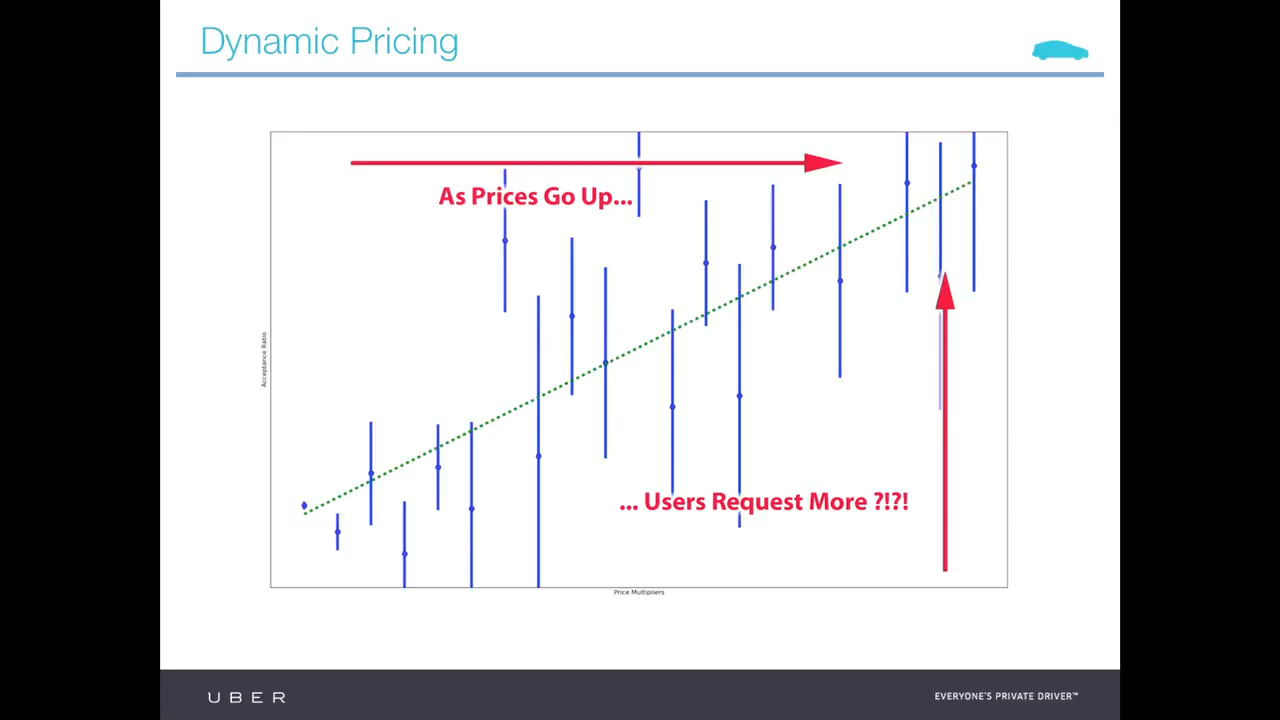 Dynamic Pricing
As Prices Go Up...
Acceptance Ratio
... Users Request More ?!?!
Price Multipliers
UBER
EVERYONE'S PRIVATE DRIVER™